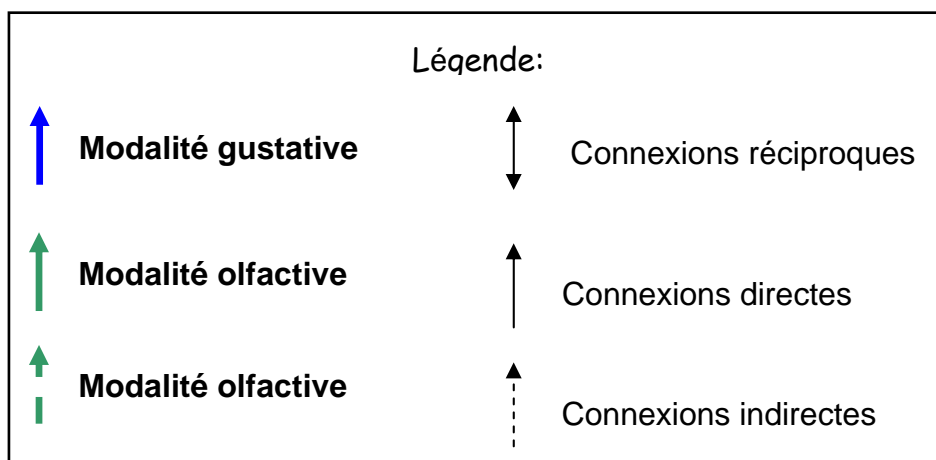 Légende:
Modalité gustative
Connexions réciproques
Modalité olfactive
Connexions directes
Modalité olfactive
Connexions indirectes